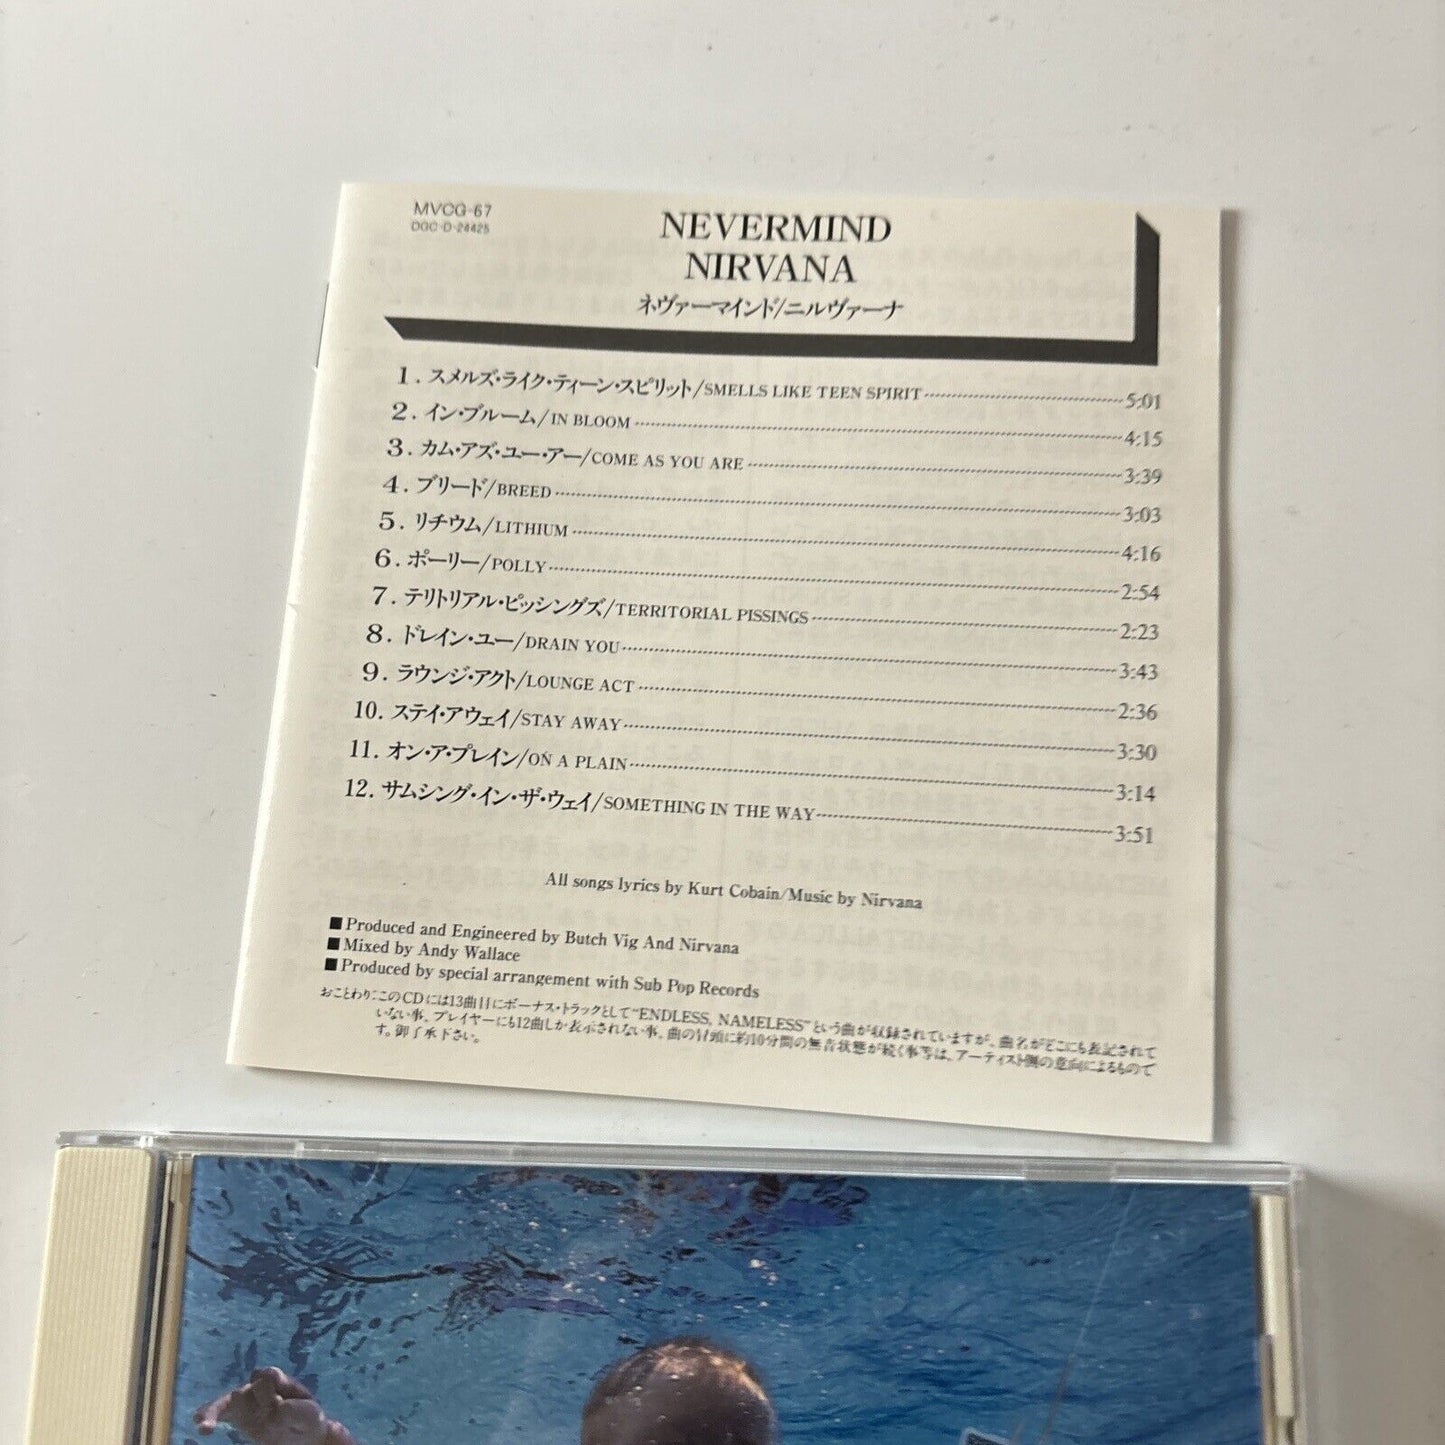 MVCG-67
DGC-D-24425
NEVERMIND
NIRVANA
ネヴァーマインド/ニルヴァーナ
1. スメルズ・ライク・ティーン・スピリット/SMELLS LIKE TEEN SPIRIT 5:01
2. イン・ブルーム/IN BLOOM 4:15
3. カム・アズ・ユー・アー/COME AS YOU ARE 3:39
4. ブリード/BREED 3:03
5. リチウム/LITHIUM 4:16
6. ポーリー/POLLY 2:54
7. テリトリアル・ピッシングズ/TERRITORIAL PISSINGS 2:23
8. ドレイン・ユー/DRAIN YOU 3:43
9. ラウンジ・アクト/LOUNGE ACT 2:36
10. ステイ・アウェイ/STAY AWAY 3:30
11. オン・ア・プレイン/ON A PLAIN 3:14
12. サムシング・イン・ザ・ウェイ/SOMETHING IN THE WAY 3:51
All songs lyrics by Kurt Cobain/Music by Nirvana
■Produced and Engineered by Butch Vig And Nirvana
■Mixed by Andy Wallace
■Produced by special arrangement with Sub Pop Records
おことわり：このCDには13曲目にボーナス・トラックとして“ENDLESS, NAMELESS”という曲が収録されていますが、曲名がどこにも表記されて
いない事、プレイヤーにも12曲しか表示されない事、曲の冒頭に約10分間の無音状態が続く事等は、アーティスト側の意向によるもので
す。御了承下さい。